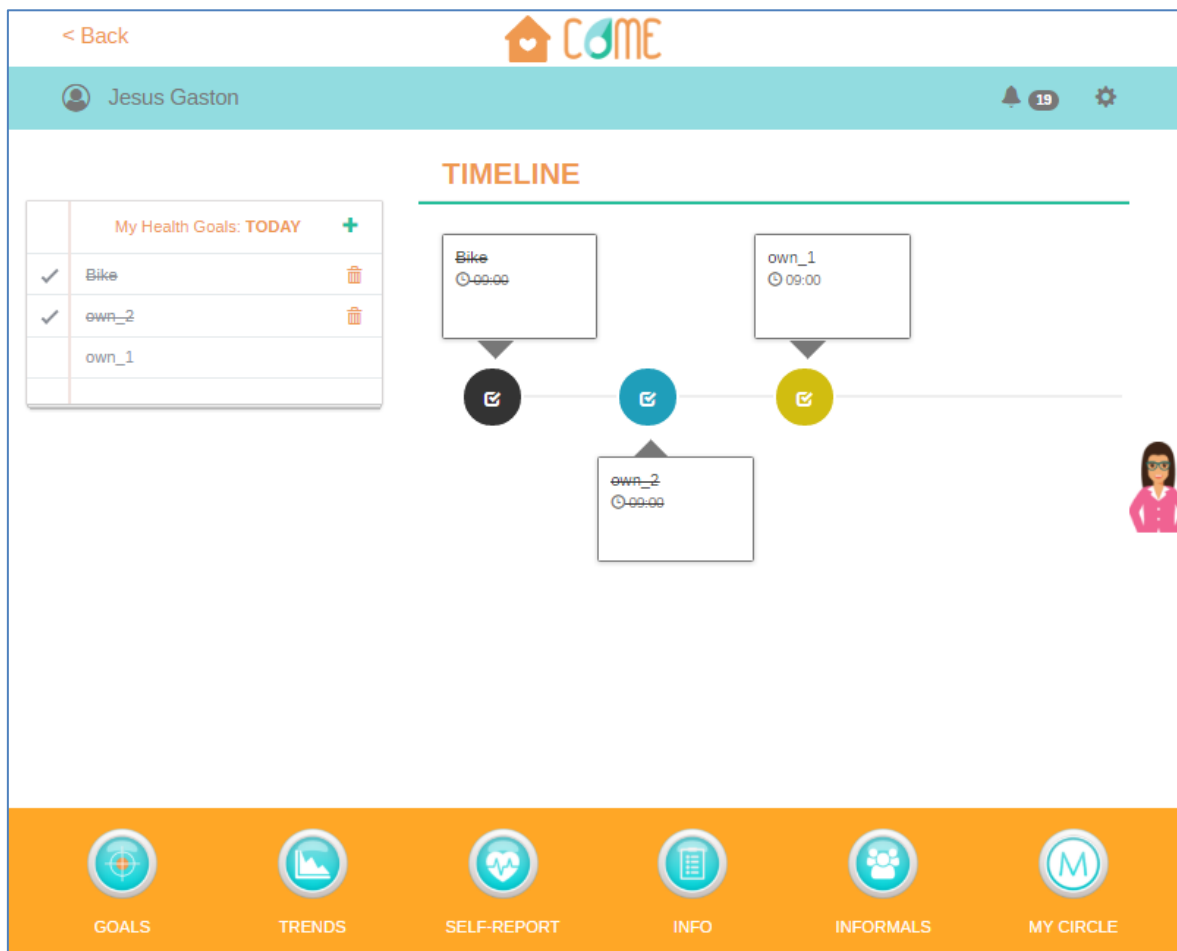 < Back
COME
Jesus Gaston
19
TIMELINE
My Health Goals: TODAY
Bike
own_2
own_1
Bike
09:00
own_1
09:00
own_2
09:00
GOALS
TRENDS
SELF-REPORT
INFO
INFORMALS
M
MY CIRCLE